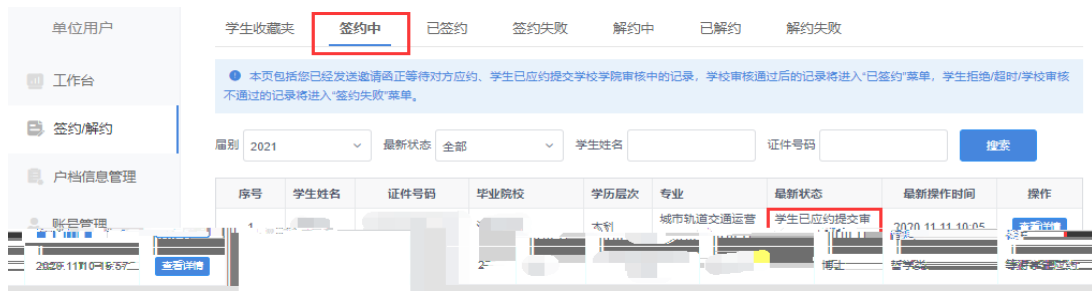 单位用户
学生收藏夹 签约中 已签约 签约失败 解约中 已解约 解约失败
工作台
签约/解约
户档信息管理
账号管理
本页包括您已经发送邀请函正等待对方应约、学生已应约提交学校学院审核中的记录，学校审核通过后的记录将进入“已签约”菜单，学生拒绝/超时/学校审核
不通过的记录将进入“签约失败”菜单。
届别 2021 最新状态 全部 学生姓名 证件号码 搜索
序号 学生姓名 证件号码 毕业院校 学历层次 专业 最新状态 最新操作时间 操作
1 本科 城市轨道交通运营 学生已应约提交审 2020-11-11 10:05 查看详情
查看详情 博士 哲学类